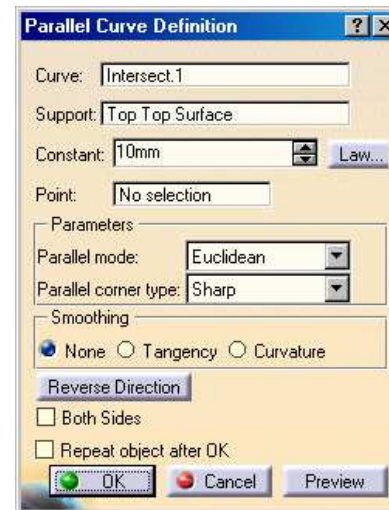 Parallel Curve Definition
Curve: Intersect.1
Support: Top Top Surface
Constant: 10mm Law...
Point: No selection
Parameters
Parallel mode: Euclidean
Parallel corner type: Sharp
Smoothing
None Tangency Curvature
Reverse Direction
Both Sides
Repeat object after OK
OK Cancel Preview